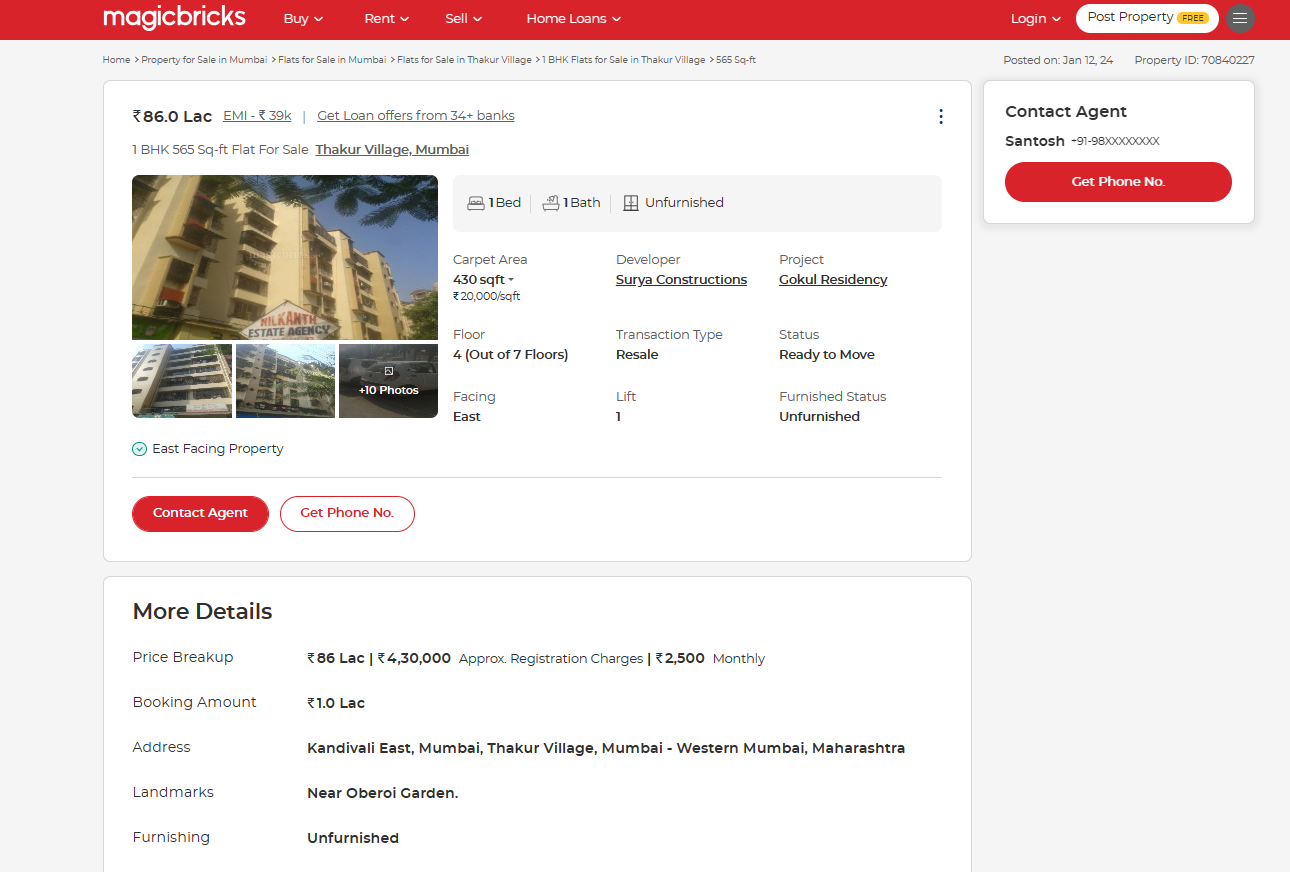 magicbricks
Buy Rent Sell Home Loans Login Post Property FREE
Home > Property for Sale in Mumbai > Flats for Sale in Mumbai > Flats for Sale in Thakur Village > 1 BHK Flats for Sale in Thakur Village > 565 Sq-ft
Posted on: Jan 12, 24 Property ID: 70840227
₹86.0 Lac EMI - ₹ 39k | Get Loan offers from 34+ banks
1 BHK 565 Sq-ft Flat For Sale Thakur Village, Mumbai
NILKANTH
ESTATE AGENCY
+10 Photos
1 Bed 1 Bath Unfurnished
Carpet Area Developer Project
430 sqft Surya Constructions Gokul Residency
₹20,000/sqft
Floor Transaction Type Status
4 (Out of 7 Floors) Resale Ready to Move
Facing Lift Furnished Status
East 1 Unfurnished
East Facing Property
Contact Agent Get Phone No.
Contact Agent
Santosh +91-98XXXXXXXX
Get Phone No.
More Details
Price Breakup ₹86 Lac | ₹4,30,000 Approx. Registration Charges | ₹2,500 Monthly
Booking Amount ₹1.0 Lac
Address Kandivali East, Mumbai, Thakur Village, Mumbai - Western Mumbai, Maharashtra
Landmarks Near Oberoi Garden.
Furnishing Unfurnished